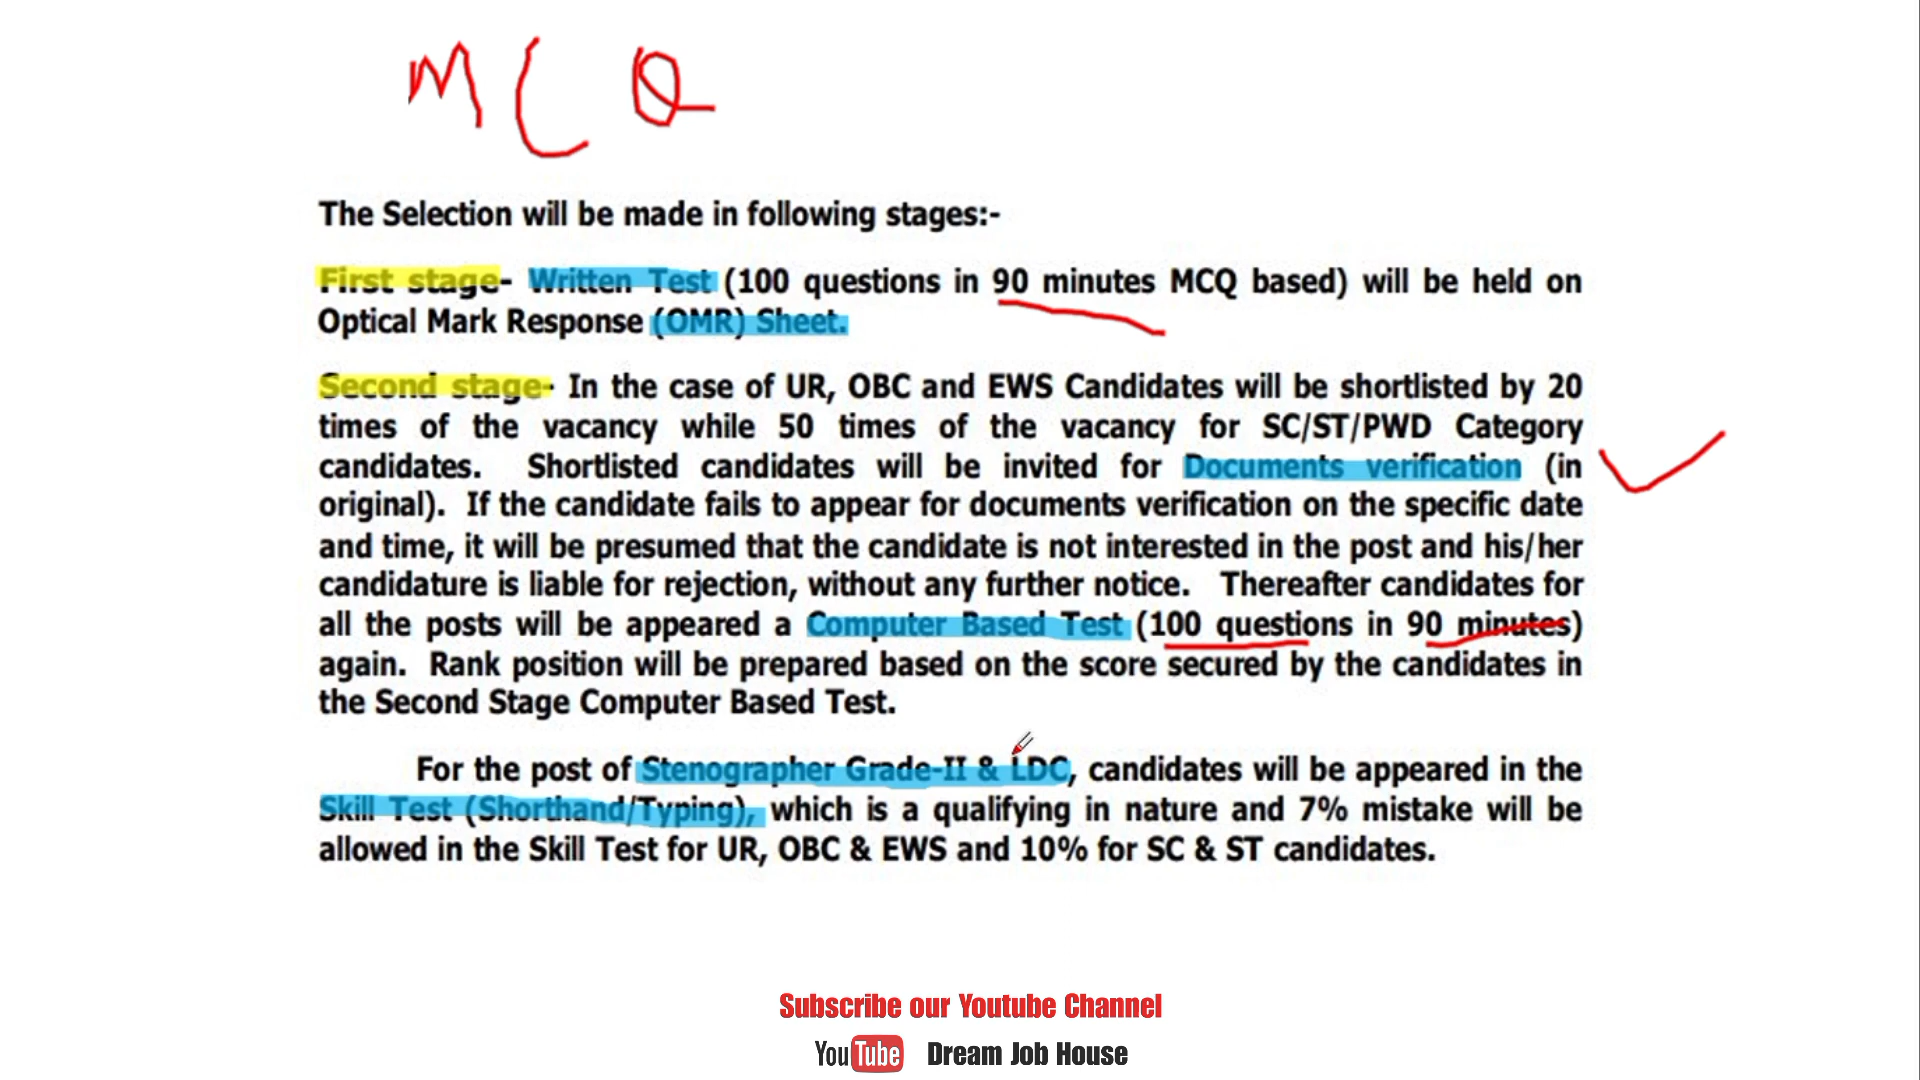 MCQ
The Selection will be made in following stages:-
First stage- Written Test (100 questions in 90 minutes MCQ based) will be held on
Optical Mark Response (OMR) Sheet.
Second stage- In the case of UR, OBC and EWS Candidates will be shortlisted by 20
times of the vacancy while 50 times of the vacancy for SC/ST/PWD Category
candidates. Shortlisted candidates will be invited for Documents verification (in
original). If the candidate fails to appear for documents verification on the specific date
and time, it will be presumed that the candidate is not interested in the post and his/her
candidature is liable for rejection, without any further notice. Thereafter candidates for
all the posts will be appeared a Computer Based Test (100 questions in 90 minutes)
again. Rank position will be prepared based on the score secured by the candidates in
the Second Stage Computer Based Test.
For the post of Stenographer Grade-II & LDC, candidates will be appeared in the
Skill Test (Shorthand/Typing), which is a qualifying in nature and 7% mistake will be
allowed in the Skill Test for UR, OBC & EWS and 10% for SC & ST candidates.
Subscribe our Youtube Channel
YouTube Dream Job House